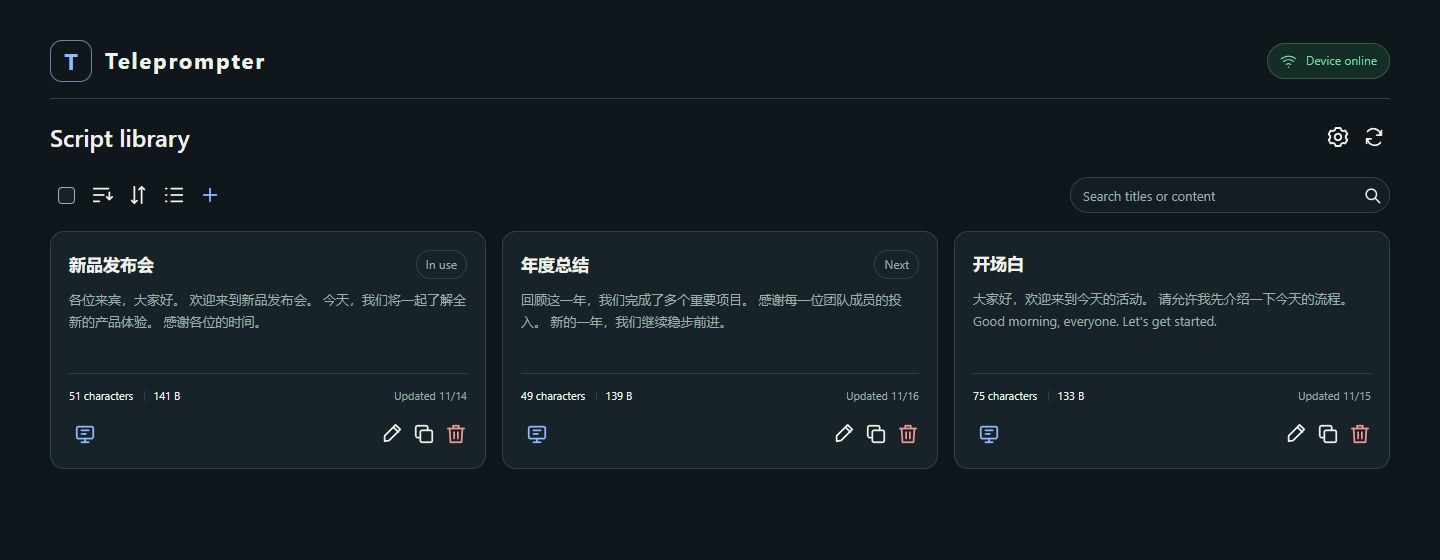 T Teleprompter
Device online
Script library
Search titles or content
新品发布会
In use
各位来宾，大家好。 欢迎来到新品发布会。 今天，我们将一起了解全
新的产品体验。 感谢各位的时间。
51 characters
141 B
Updated 11/14
年度总结
Next
回顾这一年，我们完成了多个重要项目。 感谢每一位团队成员的投
入。 新的一年，我们继续稳步前进。
49 characters
139 B
Updated 11/16
开场白
大家好，欢迎来到今天的活动。 请允许我先介绍一下今天的流程。
Good morning, everyone. Let's get started.
75 characters
133 B
Updated 11/15